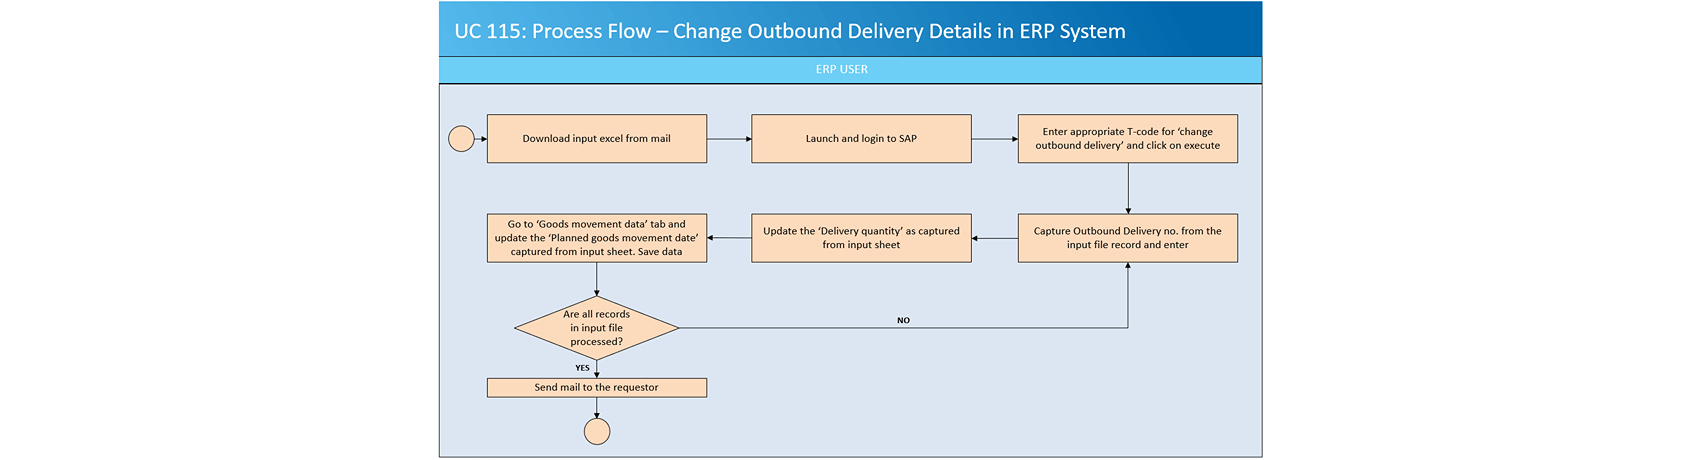 UC 115: Process Flow – Change Outbound Delivery Details in ERP System
ERP USER
Download input excel from mail
Launch and login to SAP
Enter appropriate T-code for ‘change
outbound delivery’ and click on execute
Capture Outbound Delivery no. from the
input file record and enter
Update the ‘Delivery quantity’ as captured
from input sheet
Go to ‘Goods movement data’ tab and
update the ‘Planned goods movement date’
captured from input sheet. Save data
Are all records
in input file
processed?
NO
YES
Send mail to the requestor